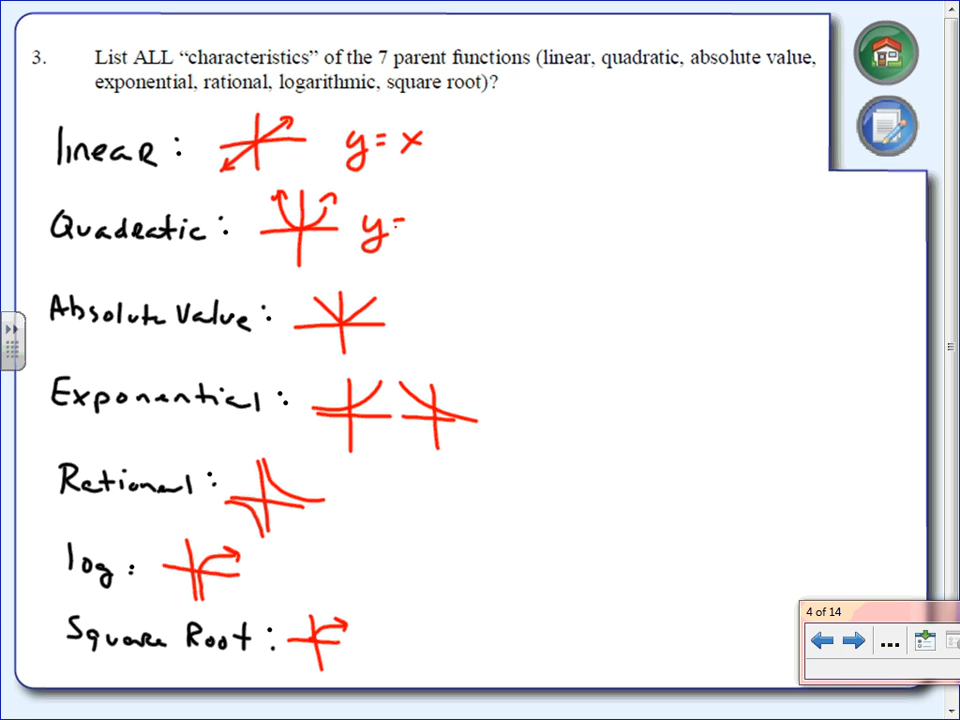 3. List ALL “characteristics” of the 7 parent functions (linear, quadratic, absolute value,
exponential, rational, logarithmic, square root)?
linear : y = x
Quadratic : y =
Absolute Value :
Exponential :
Rational :
log :
Square Root :
4 of 14
...